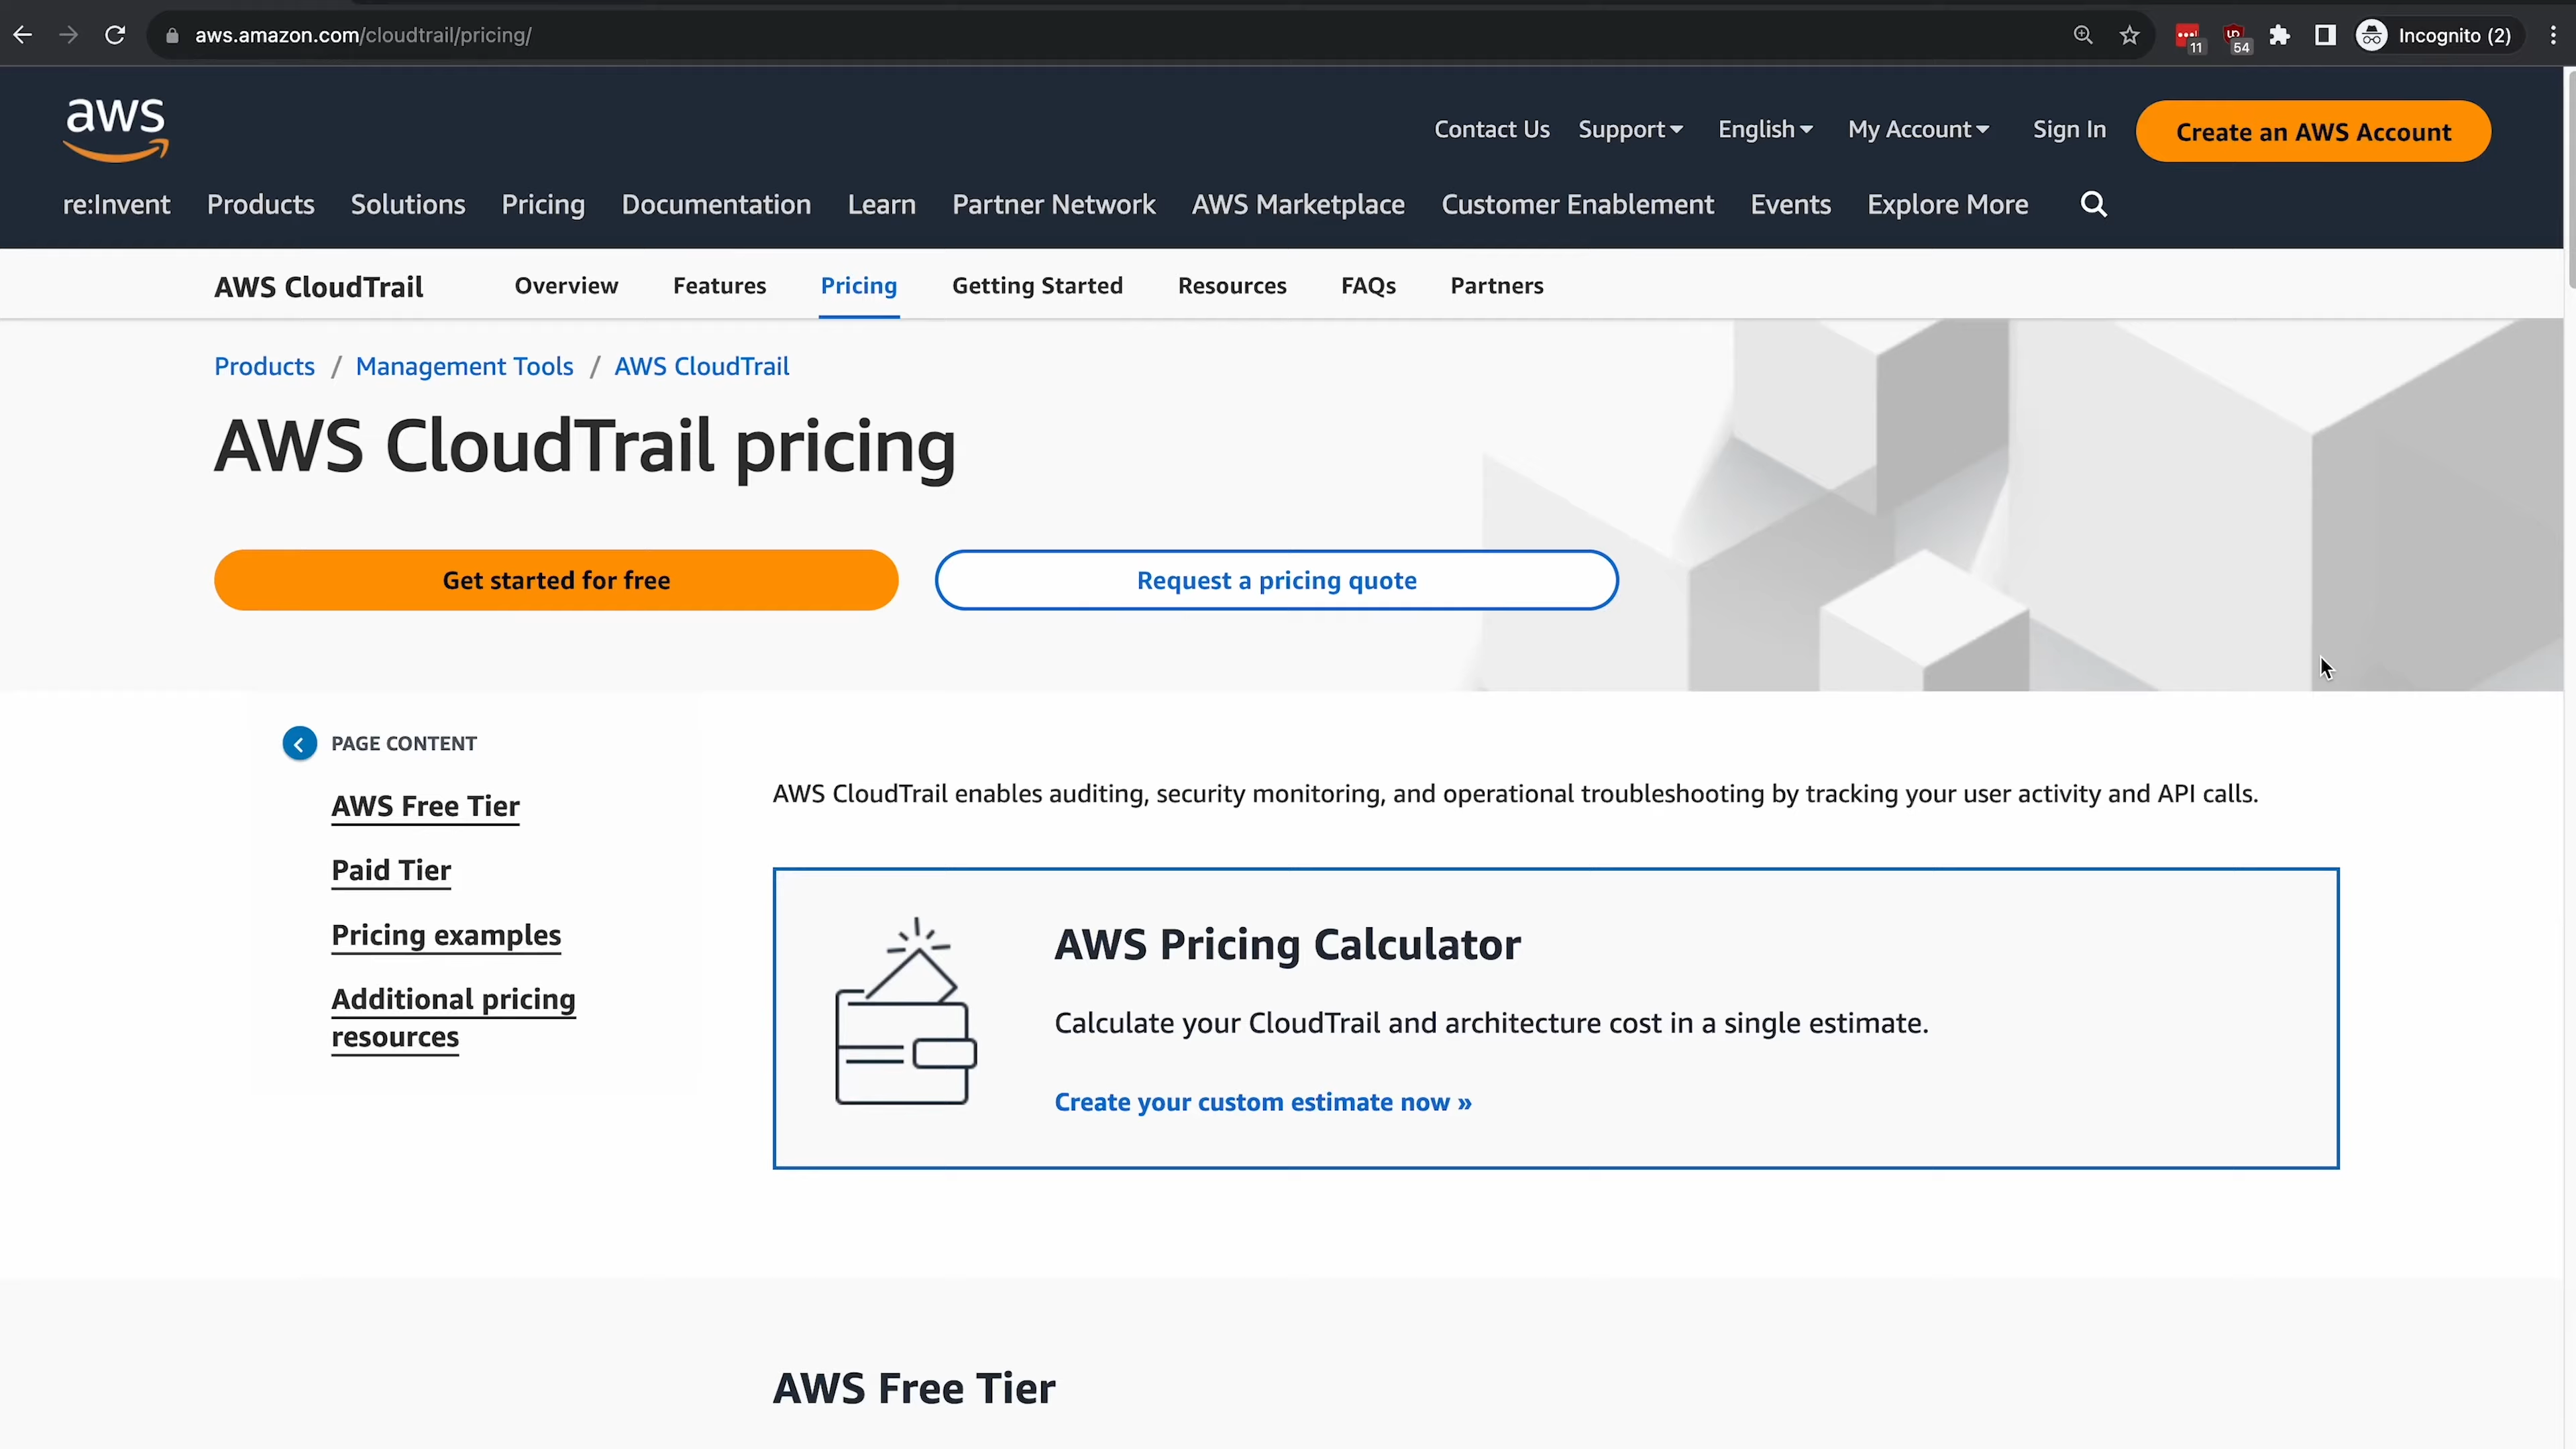 aws.amazon.com/cloudtrail/pricing/
11
54
Incognito (2)
aws
Contact Us Support English My Account Sign In Create an AWS Account
re:Invent Products Solutions Pricing Documentation Learn Partner Network AWS Marketplace Customer Enablement Events Explore More
AWS CloudTrail Overview Features Pricing Getting Started Resources FAQs Partners
Products / Management Tools / AWS CloudTrail
AWS CloudTrail pricing
Get started for free Request a pricing quote
PAGE CONTENT
AWS Free Tier
Paid Tier
Pricing examples
Additional pricing
resources
AWS CloudTrail enables auditing, security monitoring, and operational troubleshooting by tracking your user activity and API calls.
AWS Pricing Calculator
Calculate your CloudTrail and architecture cost in a single estimate.
Create your custom estimate now »
AWS Free Tier